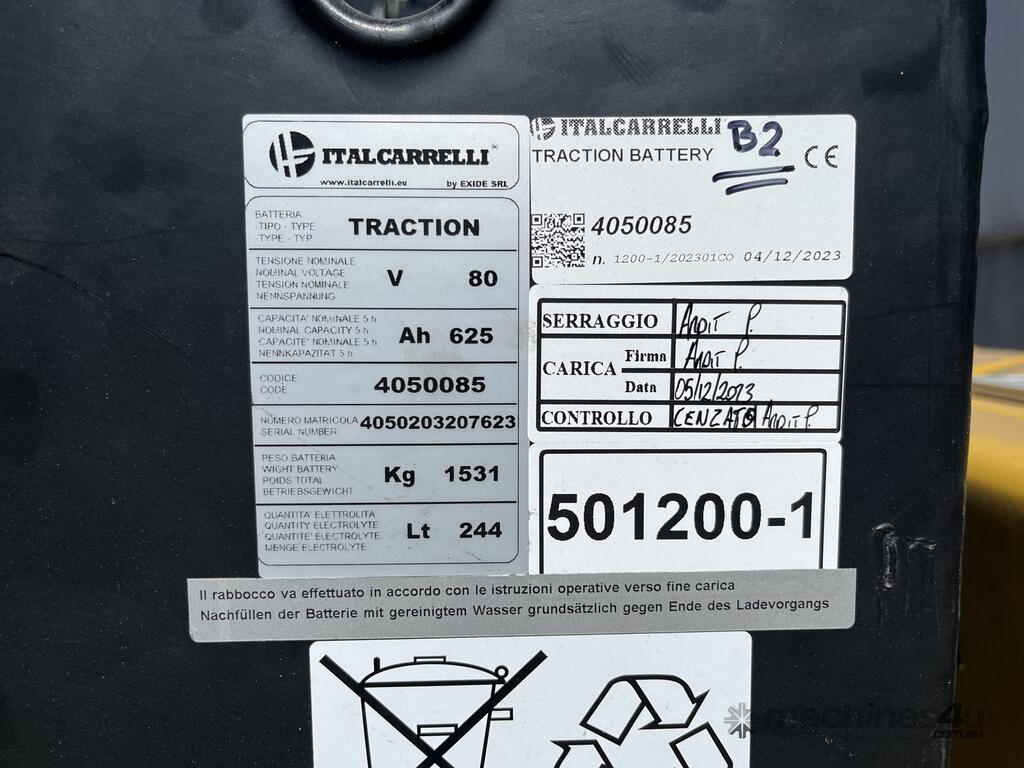 ITALCARRELLI®
www.italcarrelli.eu by EXIDE SRL
BATTERIA
-TIPO - TYPE
-TYPE - TYP
TRACTION
TENSIONE NOMINALE
NOMINAL VOLTAGE
TENSION NOMINALE
NENNSPANNUNG
V 80
CAPACITA' NOMINALE 5 h
NOMINAL CAPACITY 5 h
CAPACITE' NOMINALE 5 h
NENNKAPAZITAT 5 h
Ah 625
CODICE
CODE
4050085
NUMERO MATRICOLA
SERIAL NUMBER
4050203207623
PESO BATTERIA
WIGHT BATTERY
POIDS TOTAL
BETRIEBSGEWICHT
Kg 1531
QUANTITA' ELETTROLITA
QUANTITY ELECTROLYTE
QUANTITE' ELECTROLYTE
MENGE ELECTROLYTE
Lt 244
ITALCARRELLI
B2
TRACTION BATTERY
CE
4050085
n. 1200-1/202301CO 04/12/2023
SERRAGGIO Andit P.
CARICA Firma Andit P.
Data 05/12/2023
CONTROLLO CENZATO Andit P.
501200-1
Il rabbocco va effettuato in accordo con le istruzioni operative verso fine carica
Nachfüllen der Batterie mit gereinigtem Wasser grundsätzlich gegen Ende des Ladevorgangs
machines4u
.com.au